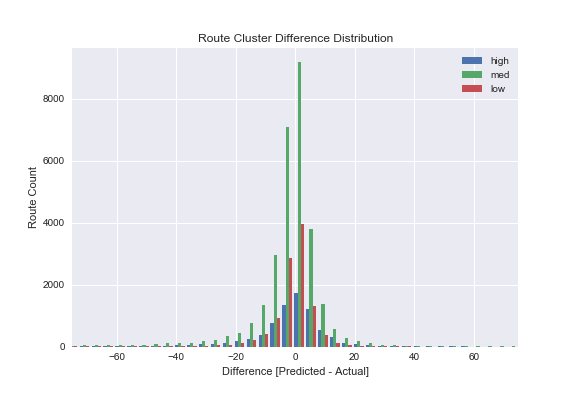 Route Cluster Difference Distribution
high
med
low
8000
6000
4000
2000
0
Route Count
−60
−40
−20
0
20
40
60
Difference [Predicted - Actual]